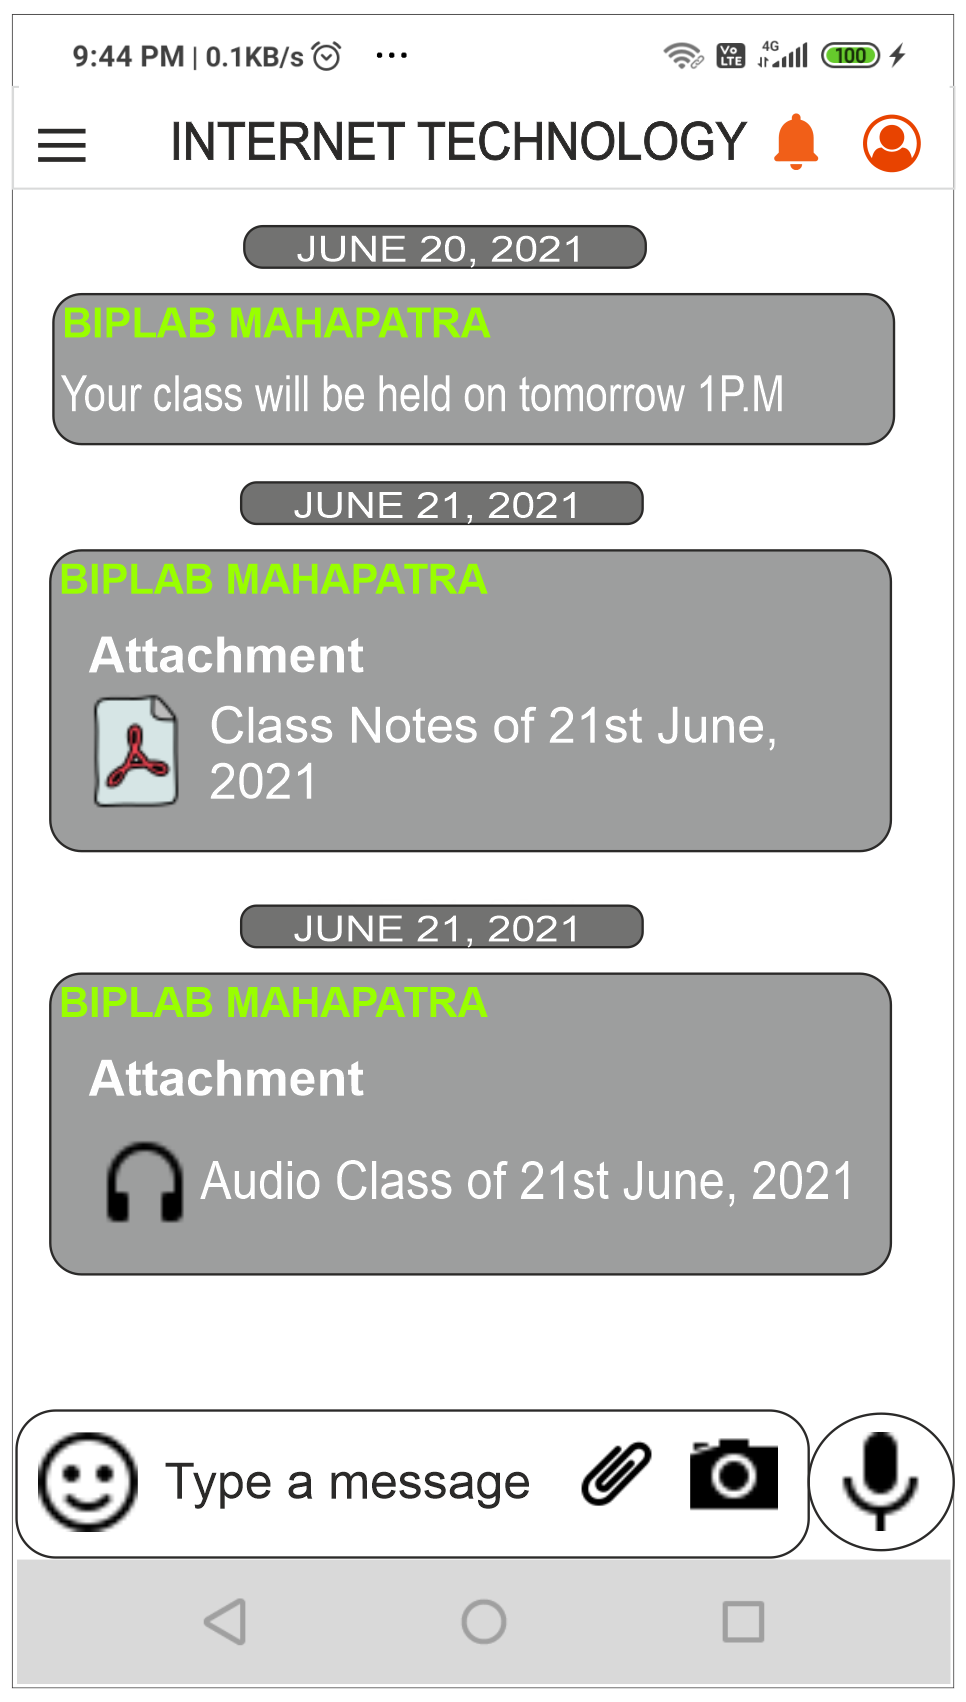 9:44 PM | 0.1KB/s ...
Vo LTE 4G 100
INTERNET TECHNOLOGY
JUNE 20, 2021
BIPLAB MAHAPATRA
Your class will be held on tomorrow 1P.M
JUNE 21, 2021
BIPLAB MAHAPATRA
Attachment
Class Notes of 21st June,
2021
JUNE 21, 2021
BIPLAB MAHAPATRA
Attachment
Audio Class of 21st June, 2021
Type a message